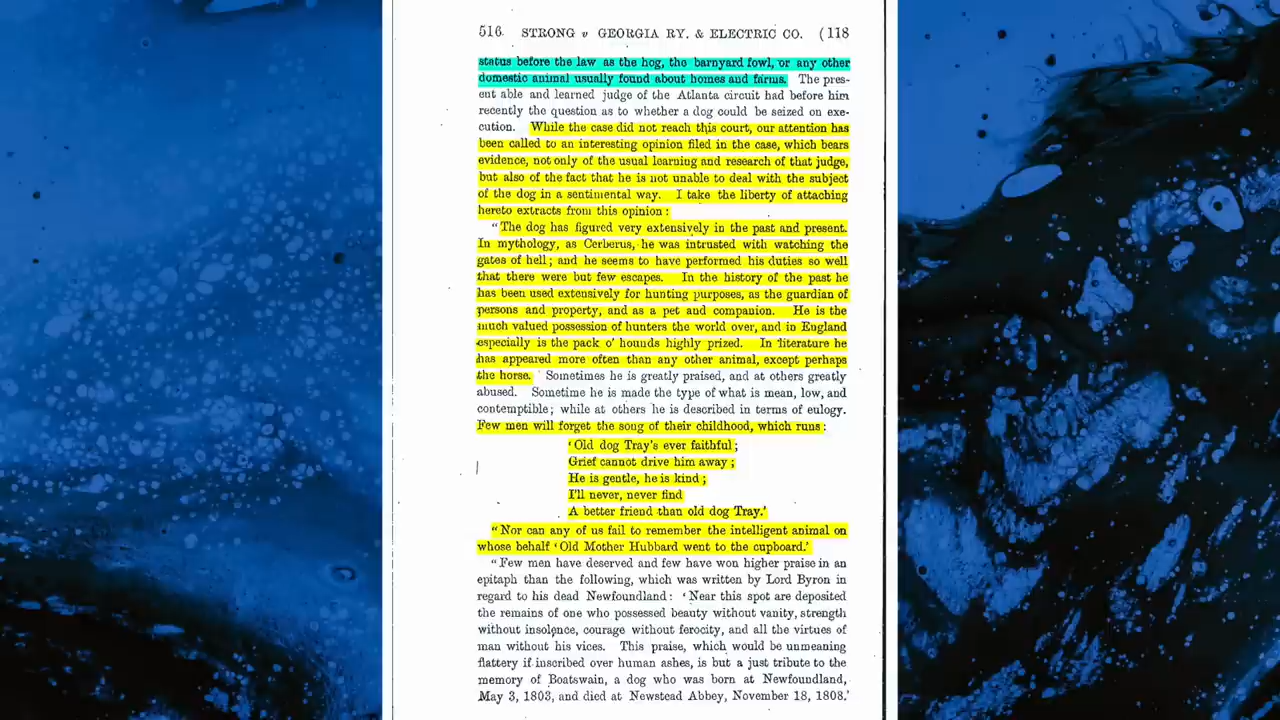 516 STRONG v GEORGIA RY. & ELECTRIC CO. (118
status before the law as the hog, the barnyard fowl, or any other
domestic animal usually found about homes and farms. The pres-
ent able and learned judge of the Atlanta circuit had before him
recently the question as to whether a dog could be seized on exe-
cution. While the case did not reach this court, our attention has
been called to an interesting opinion filed in the case, which bears
evidence, not only of the usual learning and research of that judge,
but also of the fact that he is not unable to deal with the subject
of the dog in a sentimental way. I take the liberty of attaching
hereto extracts from this opinion:
“The dog has figured very extensively in the past and present.
In mythology, as Cerberus, he was intrusted with watching the
gates of hell; and he seems to have performed his duties so well
that there were but few escapes. In the history of the past he
has been used extensively for hunting purposes, as the guardian of
persons and property, and as a pet and companion. He is the
much valued possession of hunters the world over, and in England
especially is the pack o’ hounds highly prized. In literature he
has appeared more often than any other animal, except perhaps
the horse. Sometimes he is greatly praised, and at others greatly
abused. Sometime he is made the type of what is mean, low, and
contemptible; while at others he is described in terms of eulogy.
Few men will forget the song of their childhood, which runs:
‘Old dog Tray’s ever faithful;
Grief cannot drive him away;
He is gentle, he is kind;
I’ll never, never find
A better friend than old dog Tray.’
“Nor can any of us fail to remember the intelligent animal on
whose behalf ‘Old Mother Hubbard went to the cupboard.’
“Few men have deserved and few have won higher praise in an
epitaph than the following, which was written by Lord Byron in
regard to his dead Newfoundland: ‘Near this spot are deposited
the remains of one who possessed beauty without vanity, strength
without insolence, courage without ferocity, and all the virtues of
man without his vices. This praise, which would be unmeaning
flattery if inscribed over human ashes, is but a just tribute to the
memory of Boatswain, a dog who was born at Newfoundland,
May 3, 1803, and died at Newstead Abbey, November 18, 1808.’